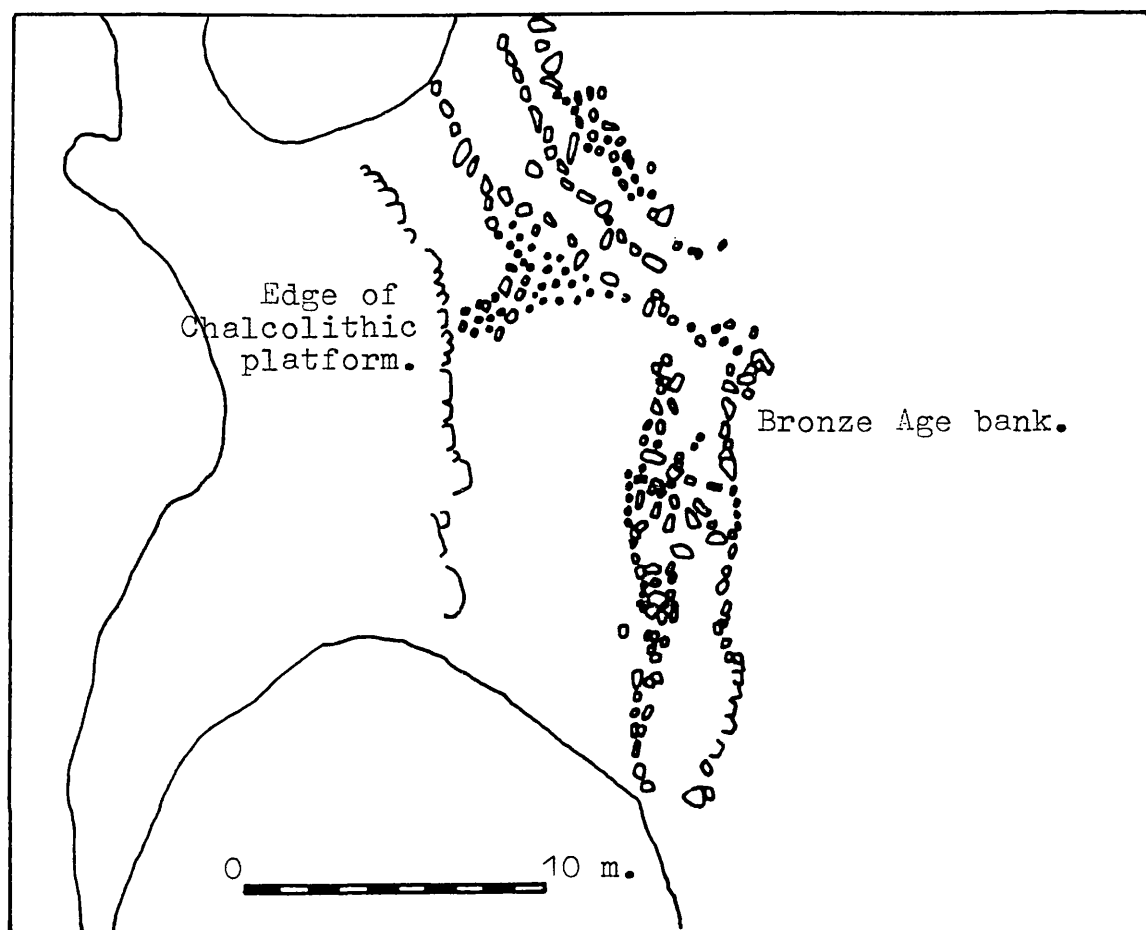 Edge of
Chalcolithic
platform.
Bronze Age bank.
0 10 m.